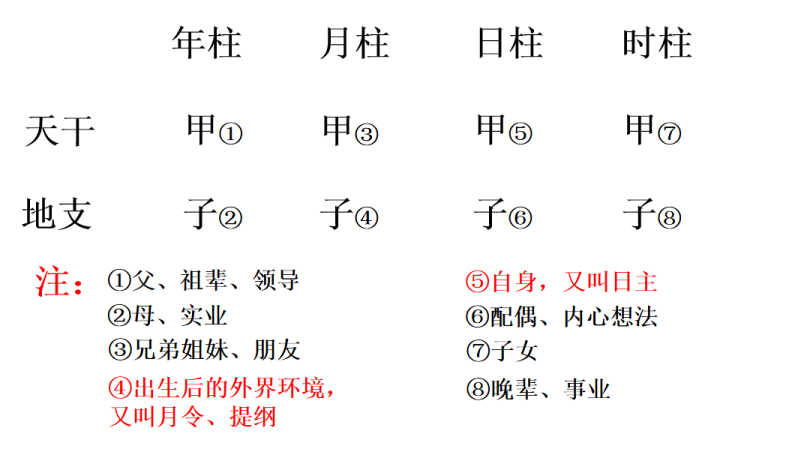 年柱 月柱 日柱 时柱
天干 甲① 甲③ 甲⑤ 甲⑦
地支 子② 子④ 子⑥ 子⑧
注：
①父、祖辈、领导
②母、实业
③兄弟姐妹、朋友
④出生后的外界环境，
又叫月令、提纲
⑤自身，又叫日主
⑥配偶、内心想法
⑦子女
⑧晚辈、事业